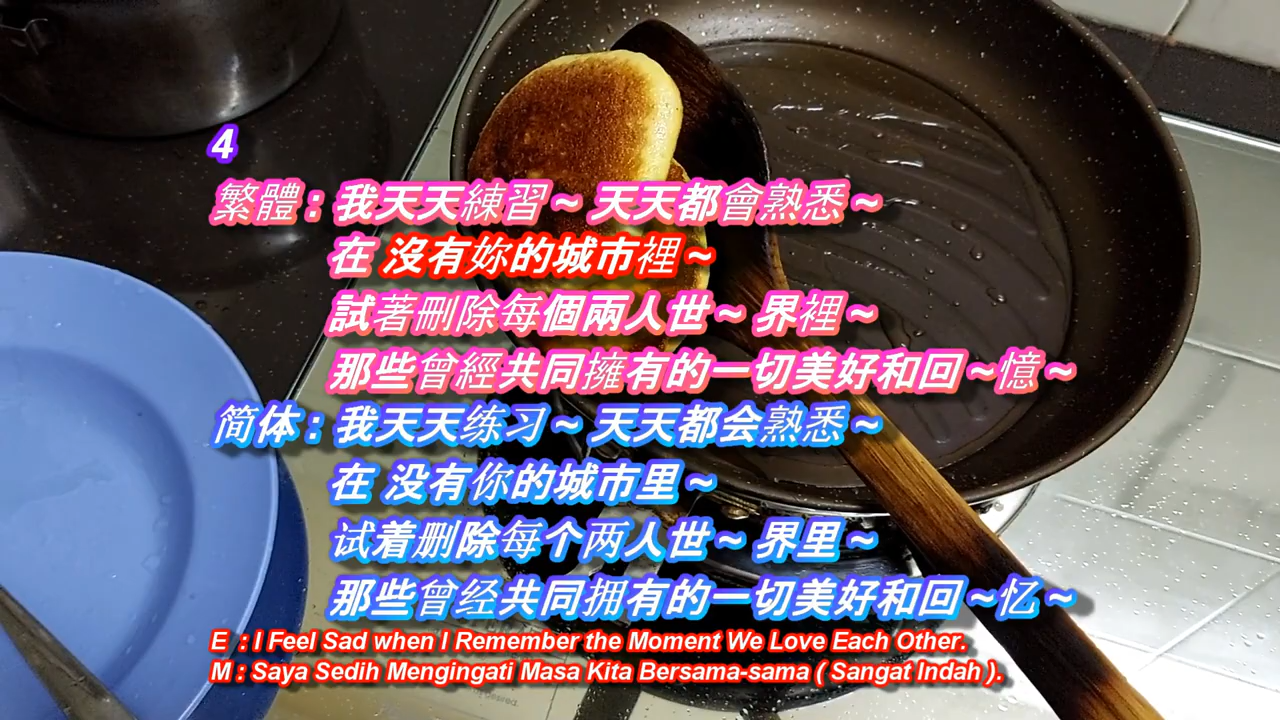 4
繁體 : 我天天練習 ~ 天天都會熟悉 ~
在 沒有妳的城市裡 ~
試著刪除每個兩人世 ~ 界裡 ~
那些曾經共同擁有的一切美好和回 ~憶 ~
简体 : 我天天练习 ~ 天天都会熟悉 ~
在 没有你的城市里 ~
试着删除每个两人世 ~ 界里 ~
那些曾经共同拥有的一切美好和回 ~忆 ~
E : I Feel Sad when I Remember the Moment We Love Each Other.
M : Saya Sedih Mengingati Masa Kita Bersama-sama ( Sangat Indah ).